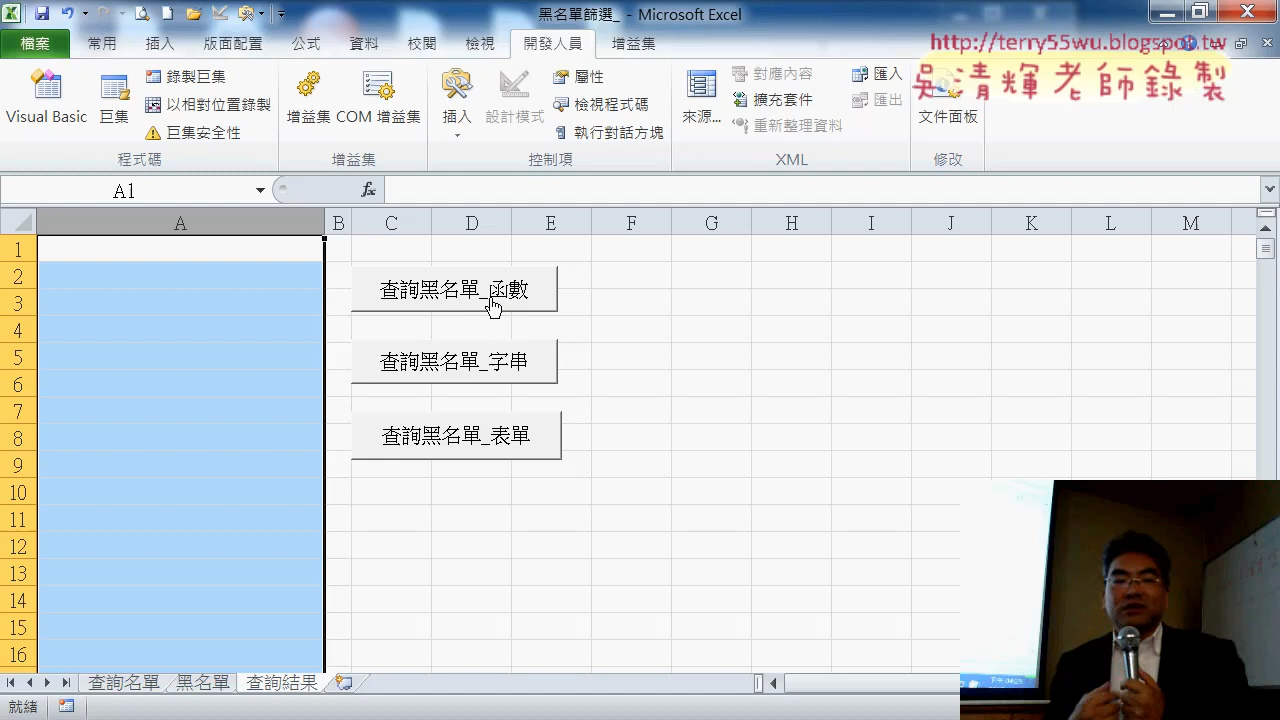 黑名單篩選_ - Microsoft Excel
檔案 常用 插入 版面配置 公式 資料 校閱 檢視 開發人員 增益集
http://terry55wu.blogspot.tw
吳清輝老師錄製
Visual Basic 巨集 錄製巨集 以相對位置錄製 巨集安全性 程式碼
增益集 COM 增益集 增益集
插入 設計模式 屬性 檢視程式碼 執行對話方塊 控制項
來源... 對應內容 擴充套件 重新整理資料 匯入 匯出 XML
文件面板 修改
A1 fx
A B C D E F G H I J K L M
1
2
3
4
5
6
7
8
9
10
11
12
13
14
15
16
查詢黑名單_函數
查詢黑名單_字串
查詢黑名單_表單
查詢名單 黑名單 查詢結果
就緒